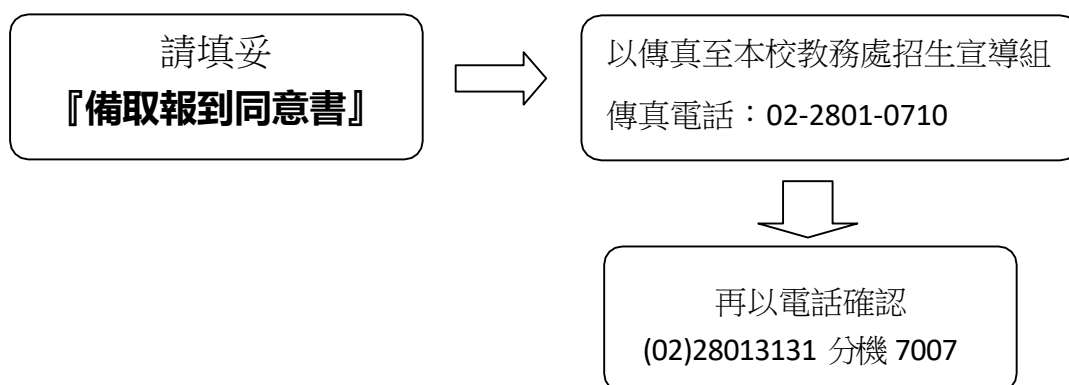 請填妥
『備取報到同意書』
以傳真至本校教務處招生宣導組
傳真電話：02-2801-0710
再以電話確認
(02)28013131 分機 7007